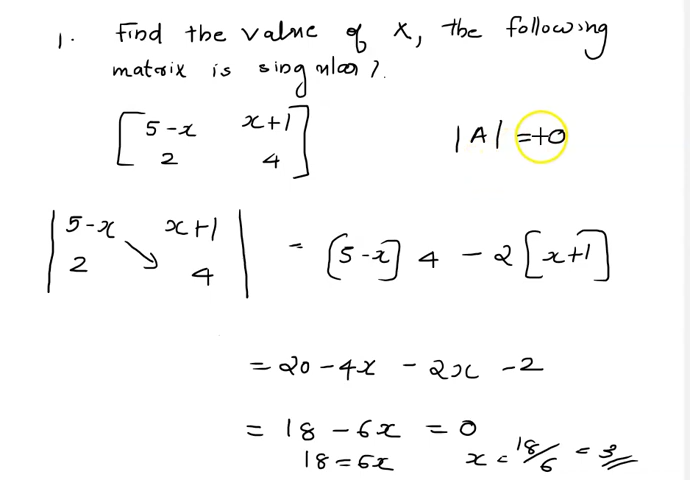 1. Find the value of x, the following
matrix is singular?
[ 5-x x+1 ]
[ 2 4 ]
|A| =+0
| 5-x x+1 |
| 2 4 |
= [5-x] 4 - 2 [x+1]
= 20 - 4x - 2x - 2
= 18 - 6x = 0
18 = 6x x = 18/6 = 3